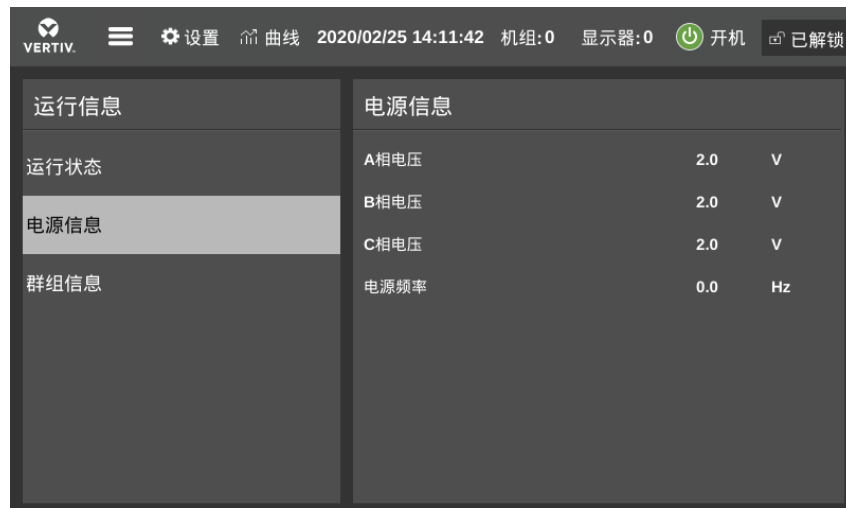 VERTIV. 设置 曲线 2020/02/25 14:11:42 机组:0 显示器:0 开机 已解锁
运行信息
运行状态
电源信息
群组信息
电源信息
A相电压 2.0 V
B相电压 2.0 V
C相电压 2.0 V
电源频率 0.0 Hz